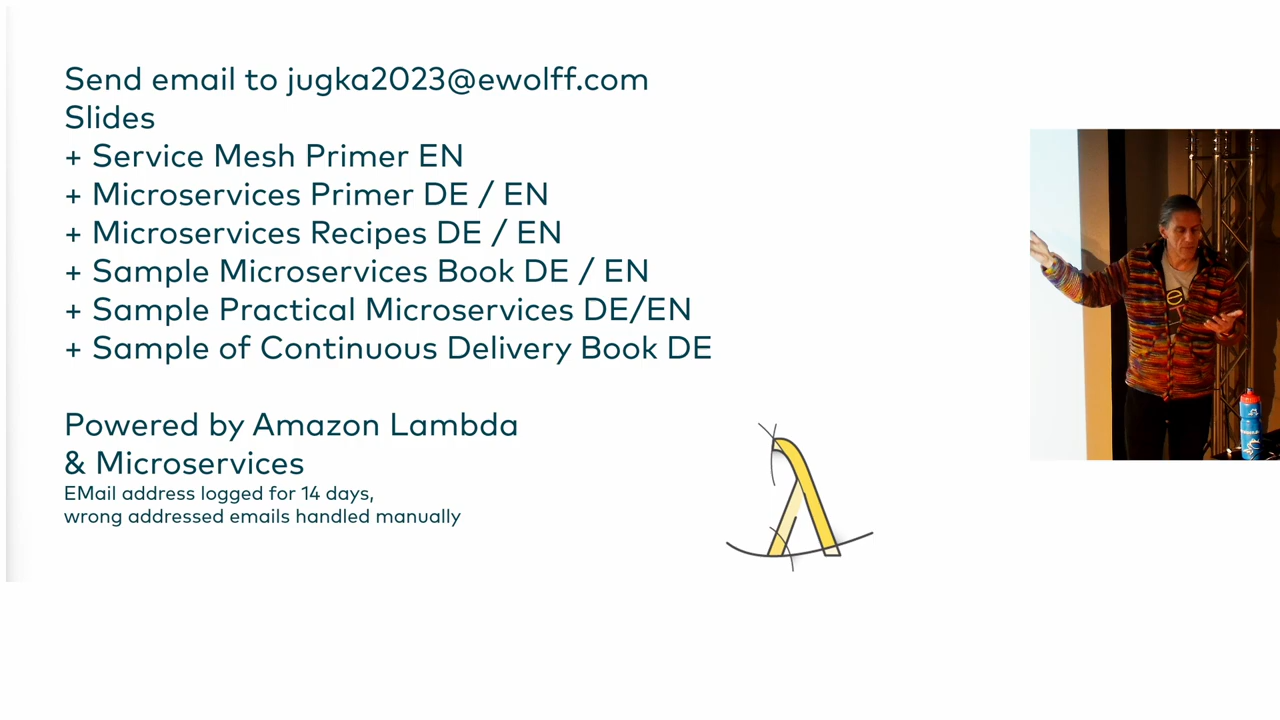 Send email to jugka2023@ewolff.com
Slides
+ Service Mesh Primer EN
+ Microservices Primer DE / EN
+ Microservices Recipes DE / EN
+ Sample Microservices Book DE / EN
+ Sample Practical Microservices DE/EN
+ Sample of Continuous Delivery Book DE
Powered by Amazon Lambda
& Microservices
EMail address logged for 14 days,
wrong addressed emails handled manually